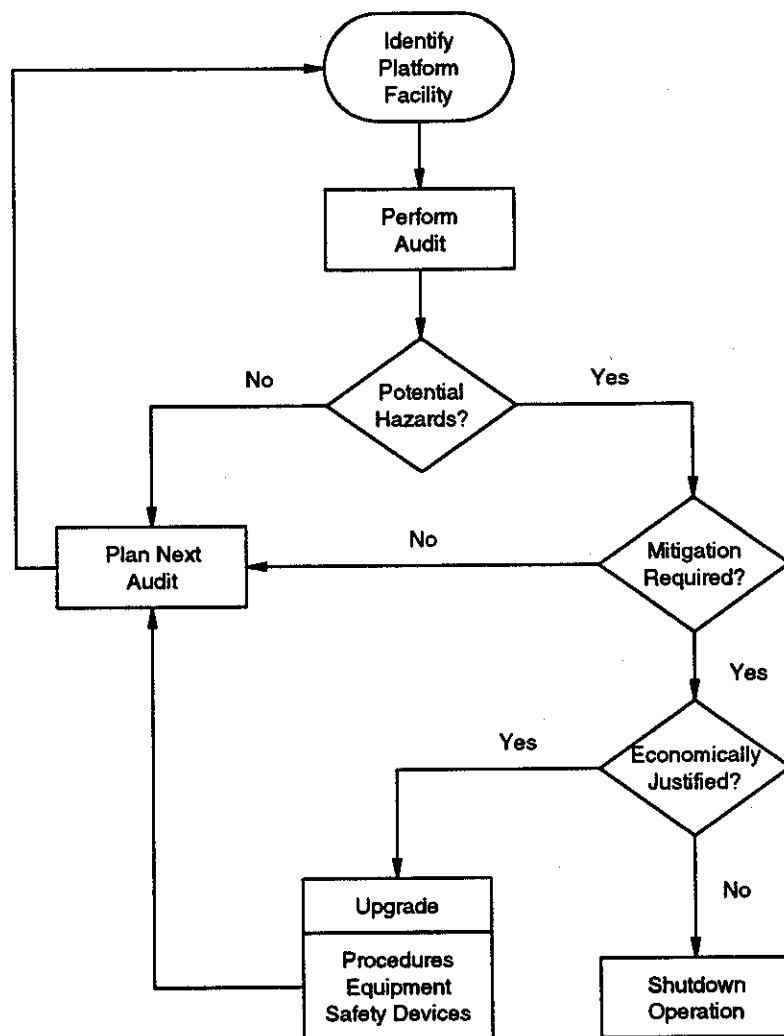 Identify
Platform
Facility
Perform
Audit
No
Yes
Potential
Hazards?
Plan Next
Audit
No
Mitigation
Required?
Yes
Yes
Economically
Justified?
No
Upgrade
Procedures
Equipment
Safety Devices
Shutdown
Operation